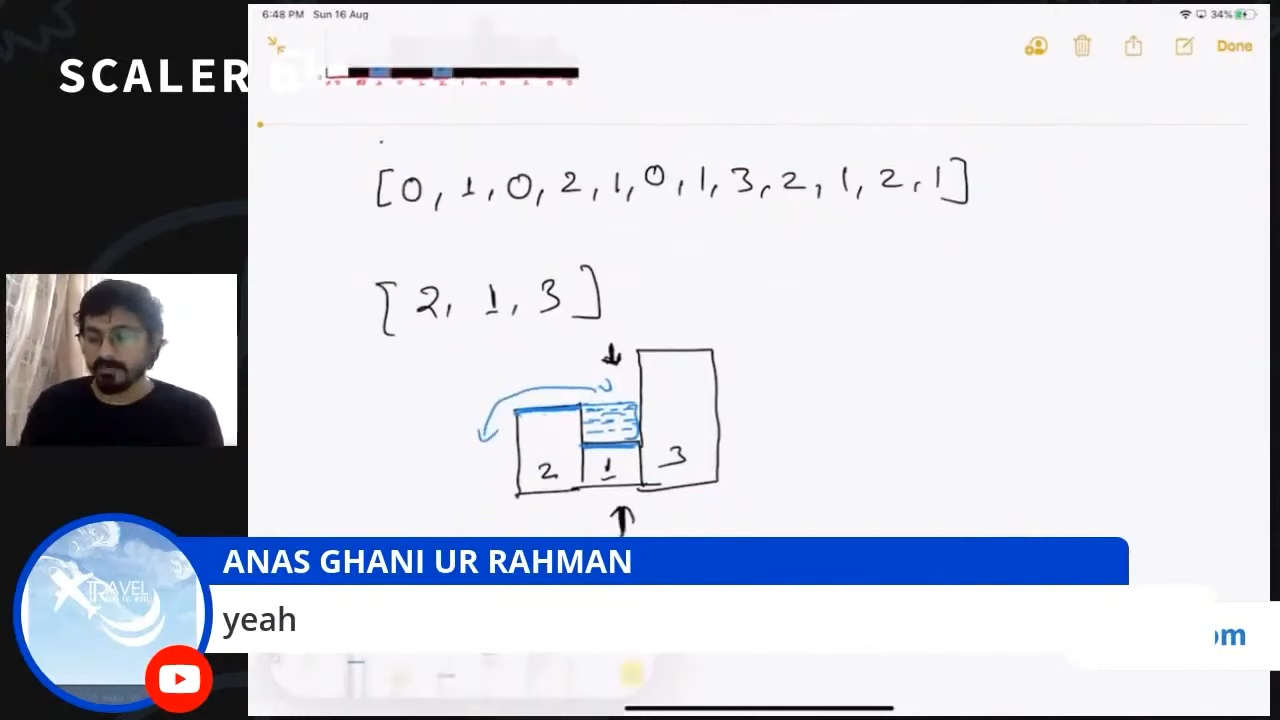 6:48 PM Sun 16 Aug
34%
Done
SCALER
[0, 1, 0, 2, 1, 0, 1, 3, 2, 1, 2, 1]
[2, 1, 3]
2 1 3
ANAS GHANI UR RAHMAN
yeah
TRAVEL
om